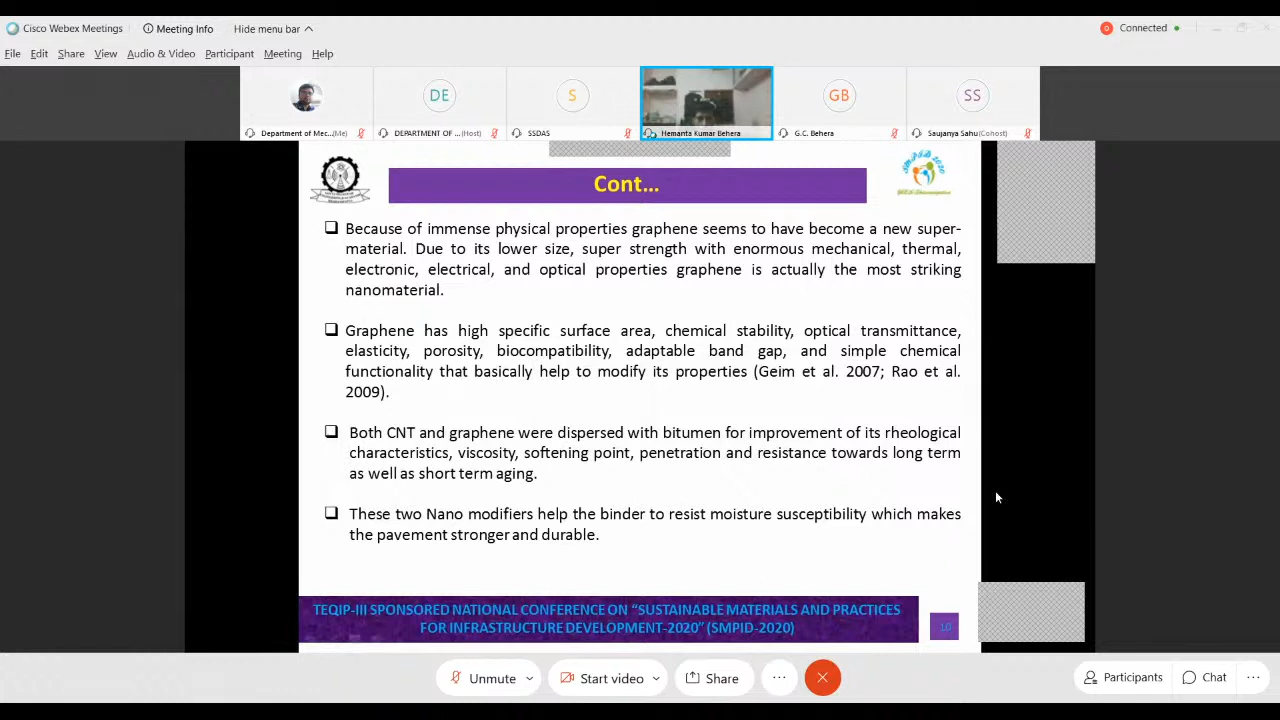 Cisco Webex Meetings
Meeting Info
Hide menu bar
Connected
File Edit Share View Audio & Video Participant Meeting Help
DE
S
GB
SS
Department of Mec...(Me)
DEPARTMENT OF ...(Host)
SSDAS
Hemanta Kumar Behera
G.C. Behera
Saujanya Sahu(Cohost)
SMPID 2020
Cont...
Because of immense physical properties graphene seems to have become a new super-
material. Due to its lower size, super strength with enormous mechanical, thermal,
electronic, electrical, and optical properties graphene is actually the most striking
nanomaterial.
Graphene has high specific surface area, chemical stability, optical transmittance,
elasticity, porosity, biocompatibility, adaptable band gap, and simple chemical
functionality that basically help to modify its properties (Geim et al. 2007; Rao et al.
2009).
Both CNT and graphene were dispersed with bitumen for improvement of its rheological
characteristics, viscosity, softening point, penetration and resistance towards long term
as well as short term aging.
These two Nano modifiers help the binder to resist moisture susceptibility which makes
the pavement stronger and durable.
TEQIP-III SPONSORED NATIONAL CONFERENCE ON “SUSTAINABLE MATERIALS AND PRACTICES
FOR INFRASTRUCTURE DEVELOPMENT-2020” (SMPID-2020)
10
Unmute
Start video
Share
Participants
Chat